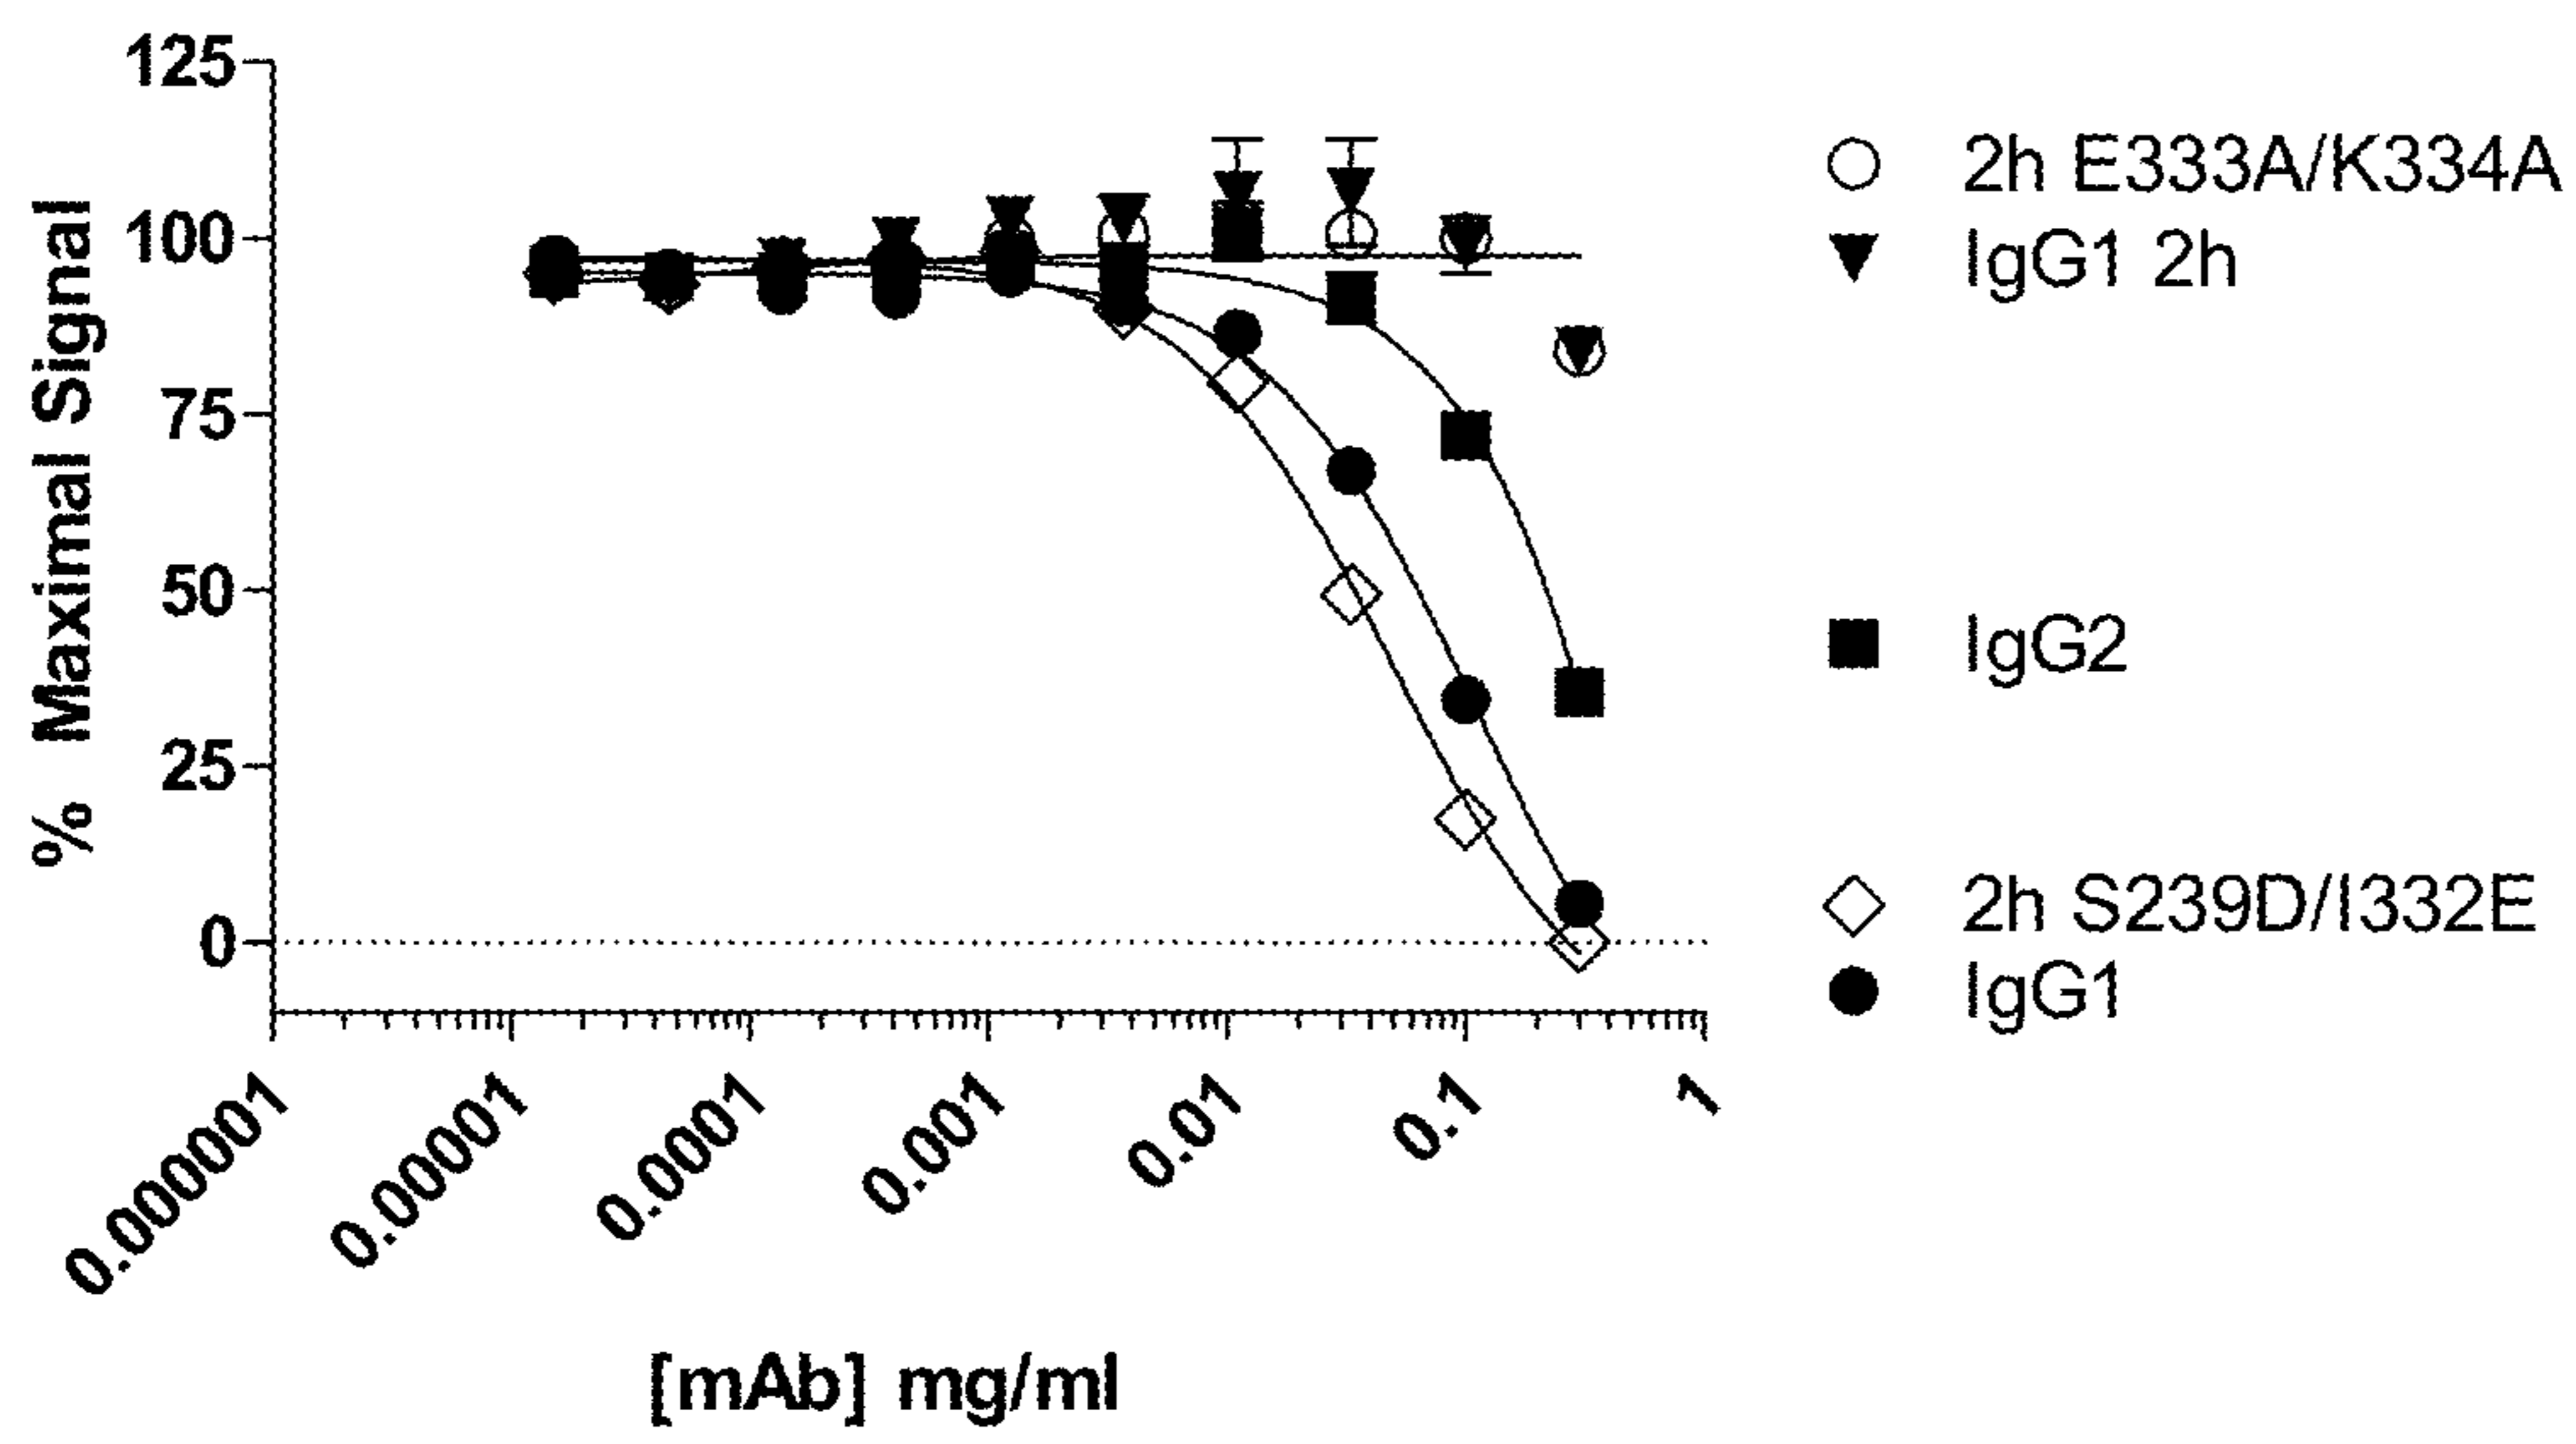 % Maximal Signal
125
100
75
50
25
0
0.000001
0.00001
0.0001
0.001
0.01
0.1
1
[mAb] mg/ml
2h E333A/K334A
IgG1 2h
IgG2
2h S239D/I332E
IgG1